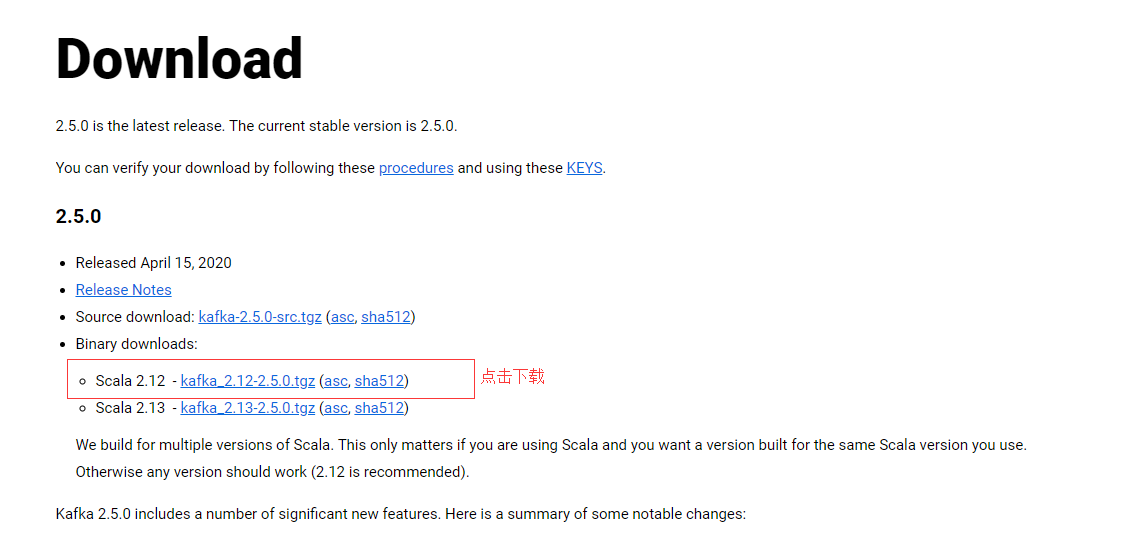 Download
2.5.0 is the latest release. The current stable version is 2.5.0.
You can verify your download by following these procedures and using these KEYS.
2.5.0
Released April 15, 2020
Release Notes
Source download: kafka-2.5.0-src.tgz (asc, sha512)
Binary downloads:
Scala 2.12 - kafka_2.12-2.5.0.tgz (asc, sha512) 点击下载
Scala 2.13 - kafka_2.13-2.5.0.tgz (asc, sha512)
We build for multiple versions of Scala. This only matters if you are using Scala and you want a version built for the same Scala version you use.
Otherwise any version should work (2.12 is recommended).
Kafka 2.5.0 includes a number of significant new features. Here is a summary of some notable changes: